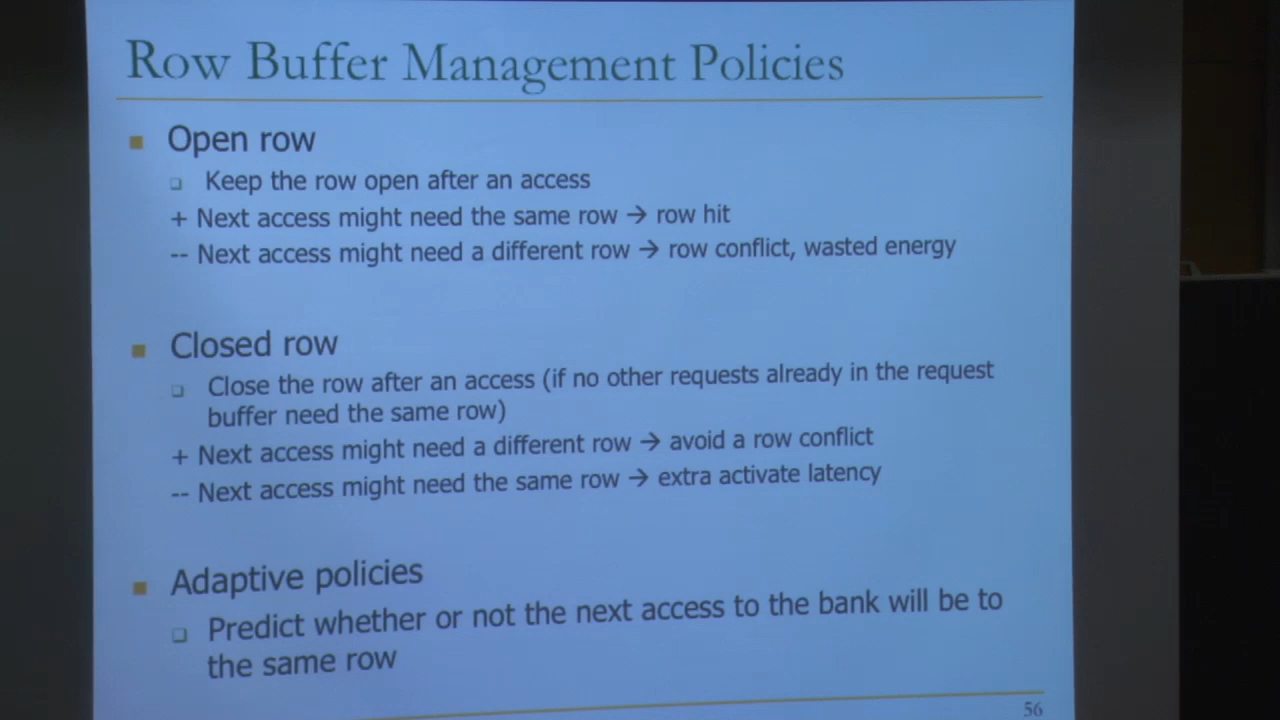 Row Buffer Management Policies
Open row
Keep the row open after an access
+ Next access might need the same row → row hit
-- Next access might need a different row → row conflict, wasted energy
Closed row
Close the row after an access (if no other requests already in the request
buffer need the same row)
+ Next access might need a different row → avoid a row conflict
-- Next access might need the same row → extra activate latency
Adaptive policies
Predict whether or not the next access to the bank will be to
the same row
56